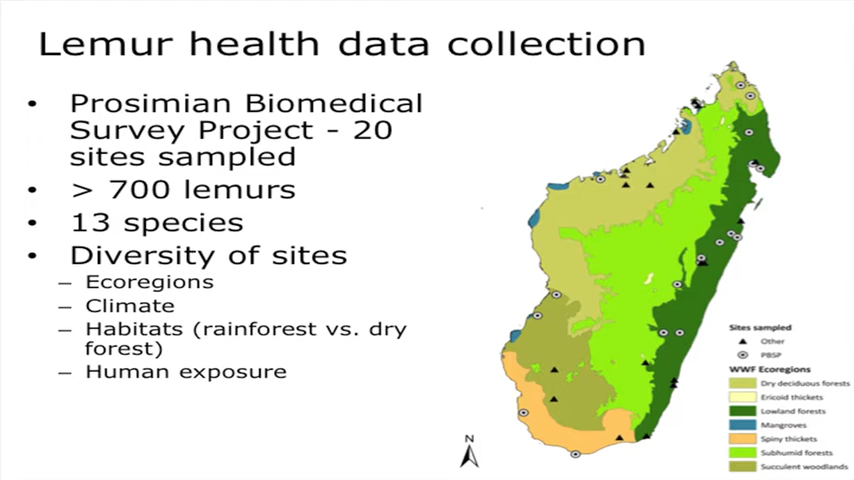 Lemur health data collection
• Prosimian Biomedical
Survey Project - 20
sites sampled
• > 700 lemurs
• 13 species
• Diversity of sites
– Ecoregions
– Climate
– Habitats (rainforest vs. dry
forest)
– Human exposure
N
Sites sampled
Other
PBSP
WWF Ecoregions
Dry deciduous forests
Ericoid thickets
Lowland forests
Mangroves
Spiny thickets
Subhumid forests
Succulent woodlands